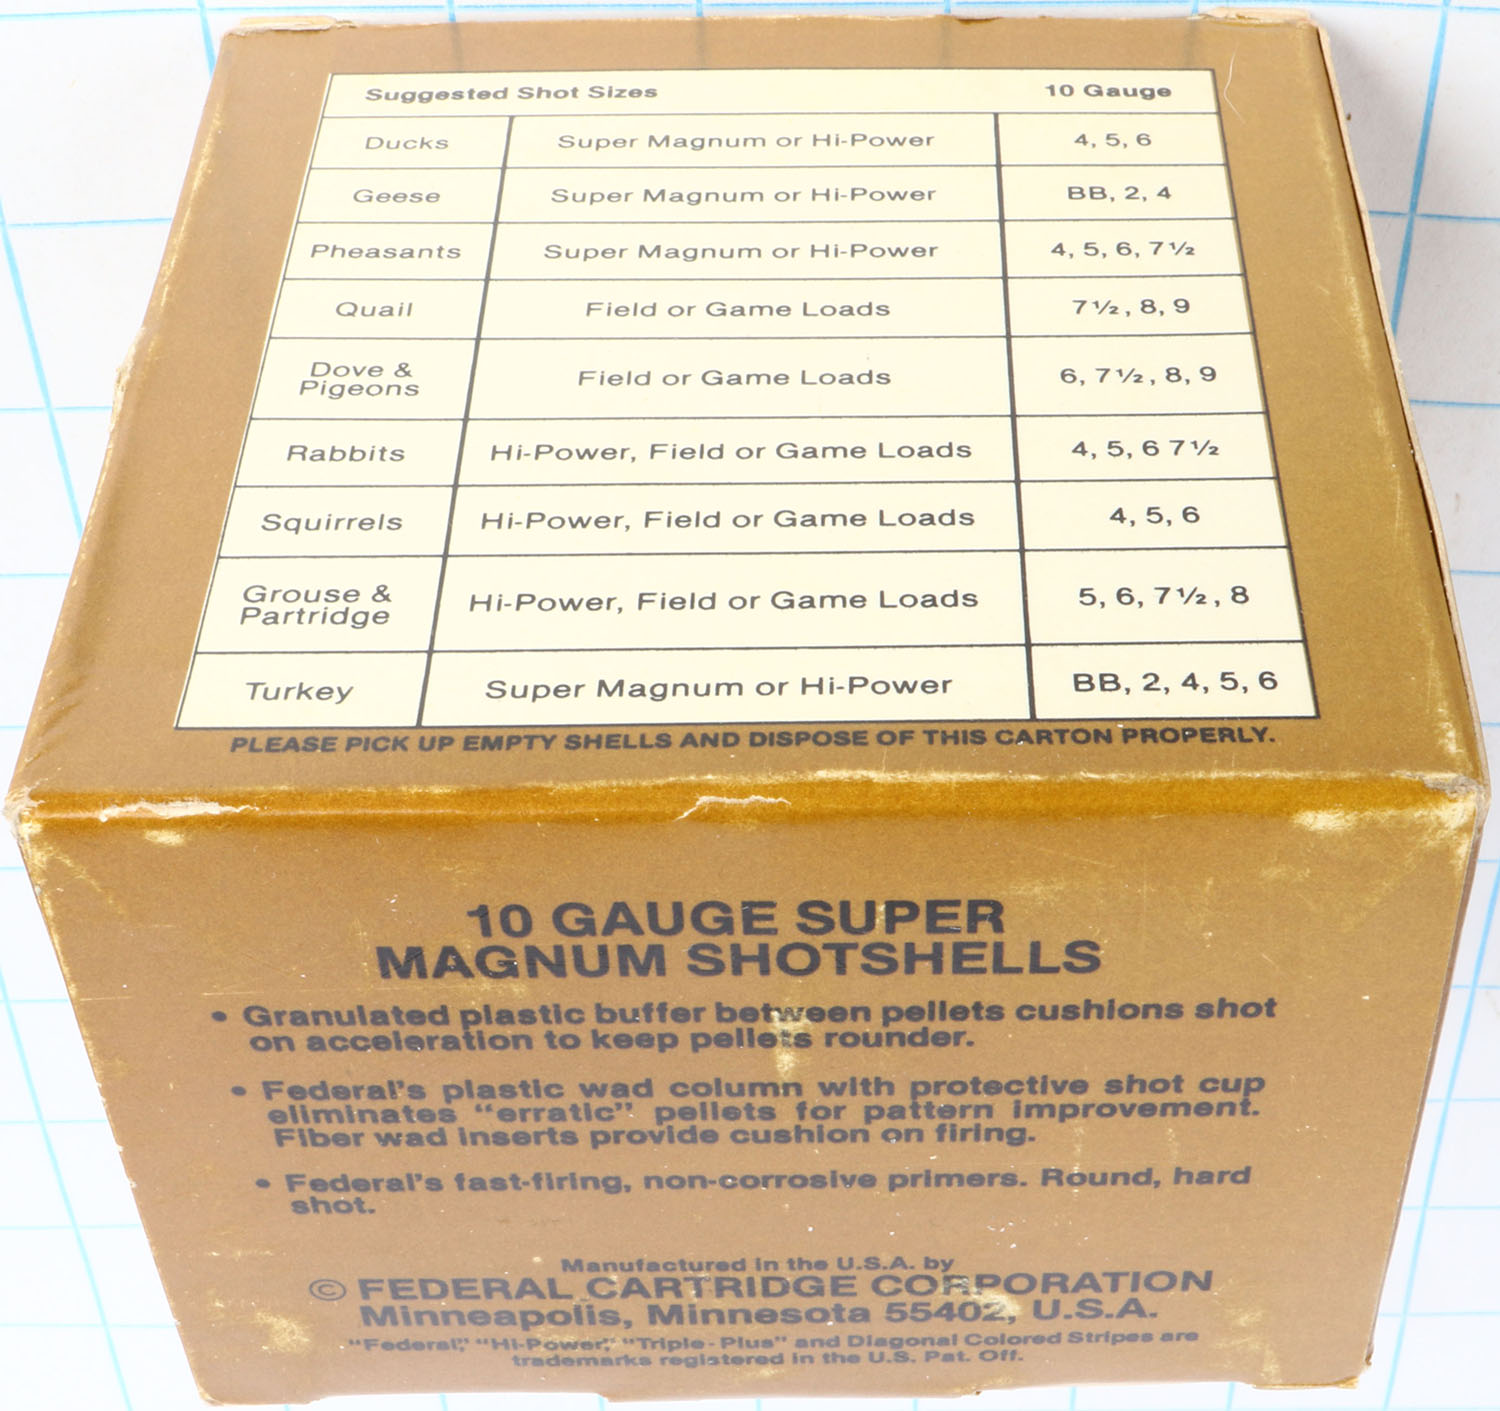 Suggested Shot Sizes 10 Gauge
Ducks Super Magnum or Hi-Power 4, 5, 6
Geese Super Magnum or Hi-Power BB, 2, 4
Pheasants Super Magnum or Hi-Power 4, 5, 6, 7½
Quail Field or Game Loads 7½, 8, 9
Dove &
Pigeons Field or Game Loads 6, 7½, 8, 9
Rabbits Hi-Power, Field or Game Loads 4, 5, 6 7½
Squirrels Hi-Power, Field or Game Loads 4, 5, 6
Grouse &
Partridge Hi-Power, Field or Game Loads 5, 6, 7½, 8
Turkey Super Magnum or Hi-Power BB, 2, 4, 5, 6
PLEASE PICK UP EMPTY SHELLS AND DISPOSE OF THIS CARTON PROPERLY.
10 GAUGE SUPER
MAGNUM SHOTSHELLS
• Granulated plastic buffer between pellets cushions shot
on acceleration to keep pellets rounder.
• Federal's plastic wad column with protective shot cup
eliminates "erratic" pellets for pattern improvement.
Fiber wad inserts provide cushion on firing.
• Federal's fast-firing, non-corrosive primers. Round, hard
shot.
Manufactured in the U.S.A. by
© FEDERAL CARTRIDGE CORPORATION
Minneapolis, Minnesota 55402, U.S.A.
"Federal," "Hi-Power," "Triple-Plus" and Diagonal Colored Stripes are
trademarks registered in the U.S. Pat. Off.